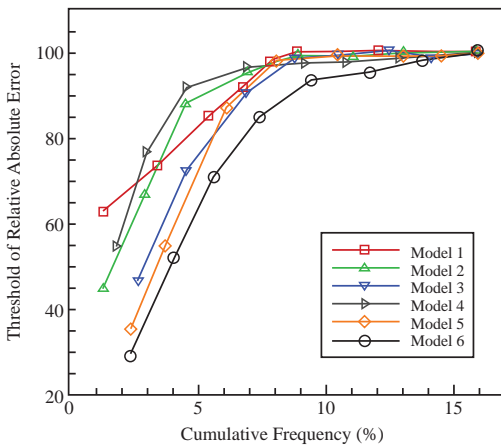 Threshold of Relative Absolute Error
100
80
60
40
20
0
5
10
15
Cumulative Frequency (%)
Model 1
Model 2
Model 3
Model 4
Model 5
Model 6